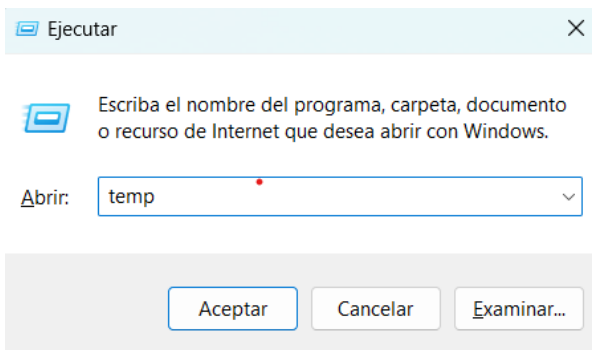 Ejecutar
Escriba el nombre del programa, carpeta, documento
o recurso de Internet que desea abrir con Windows.
Abrir: temp
Aceptar Cancelar Examinar...